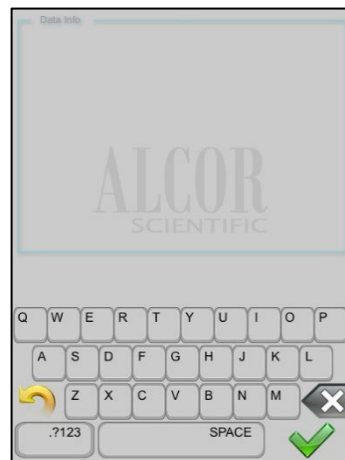 Data Info
ALCOR
SCIENTIFIC
Q W E R T Y U I O P
A S D F G H J K L
Z X C V B N M
.?123 SPACE